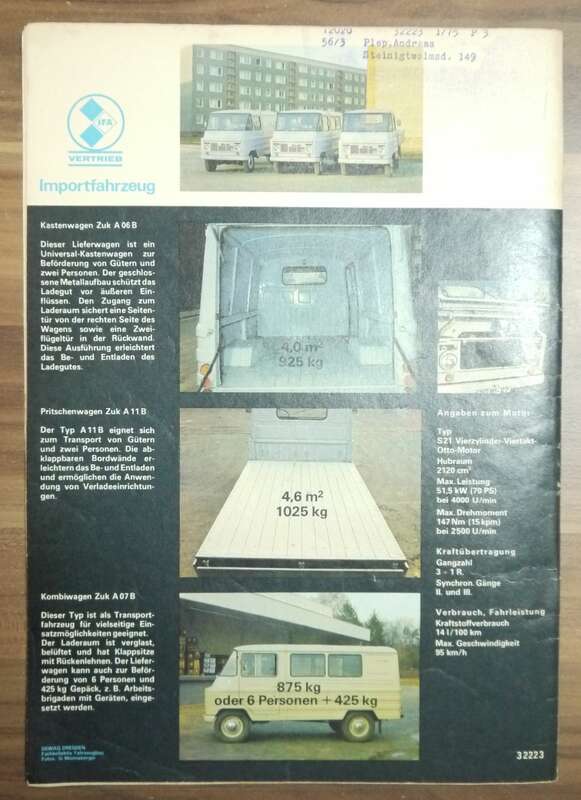 12020 32223 1/75 P 3
56/3 Plop.Andreas
Steinigtwolmsd. 149
IFA
VERTRIEB
Importfahrzeug
Kastenwagen Zuk A 06 B
Dieser Lieferwagen ist ein
Universal-Kastenwagen zur
Beförderung von Gütern und
zwei Personen. Der geschlos-
sene Metallaufbau schützt das
Ladegut vor äußeren Ein-
flüssen. Den Zugang zum
Laderaum sichert eine Seiten-
tür von der rechten Seite des
Wagens sowie eine Zwei-
flügeltür in der Rückwand.
Diese Ausführung erleichtert
das Be- und Entladen des
Ladegutes.
4,0 m²
925 kg
Pritschenwagen Zuk A 11 B
Der Typ A 11 B eignet sich
zum Transport von Gütern
und zwei Personen. Die ab-
klappbaren Bordwände er-
leichtern das Be- und Entladen
und ermöglichen die Anwen-
dung von Verladeeinrichtun-
gen.
4,6 m²
1025 kg
Kombiwagen Zuk A 07 B
Dieser Typ ist als Transport-
fahrzeug für vielseitige Ein-
satzmöglichkeiten geeignet.
Der Laderaum ist verglast,
belüftet und hat Klappsitze
mit Rückenlehnen. Der Liefer-
wagen kann auch zur Beför-
derung von 6 Personen und
425 kg Gepäck, z. B. Arbeits-
brigaden mit Geräten, einge-
setzt werden.
875 kg
oder 6 Personen + 425 kg
Angaben zum Motor
Typ
S 21 Vierzylinder-Viertakt-
Otto-Motor
Hubraum
2120 cm³
Max. Leistung
51,5 kW (70 PS)
bei 4000 U/min
Max. Drehmoment
147 Nm (15 kpm)
bei 2500 U/min
Kraftübertragung
Gangzahl
3 + 1 R.
Synchron. Gänge
II. und III.
Verbrauch, Fahrleistung
Kraftstoffverbrauch
14 l/100 km
Max. Geschwindigkeit
95 km/h
DEWAG DRESDEN
Fachkollektiv Fahrzeugbau
Fotos: G. Wonneberger
32223